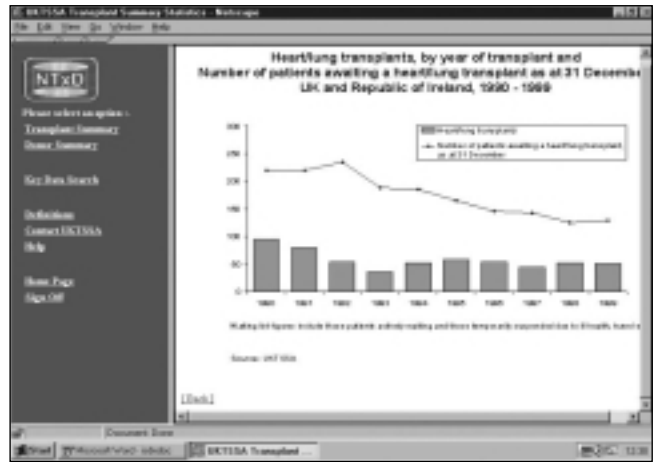 UKTSSA Transplant Summary Statistics - Netscape
File Edit View Go Window Help
NTxD
Please select an option :-
Transplant Summary
Donor Summary
Key Data Search
Definitions
Contact UKTSSA
Help
Home Page
Sign Off
Heart/lung transplants, by year of transplant and
Number of patients awaiting a heart/lung transplant as at 31 Decembe
UK and Republic of Ireland, 1990 - 1999
Heart/lung transplants
Number of patients awaiting a heart/lung transplant
as at 31 December
300
250
200
150
100
50
0
1990 1991 1992 1993 1994 1995 1996 1997 1998 1999
Waiting list figures include those patients actively waiting and those temporarily suspended due to ill health, travel
Source: UKTSSA
[Back]
Document: Done
Start Microsoft Word - UKTSSA Transplant ... 12:38